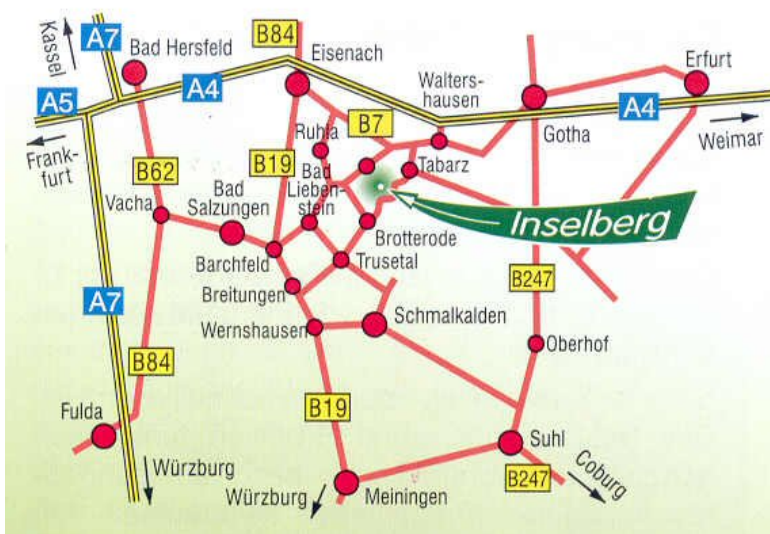 Kassel
A7
Bad Hersfeld
B84
Eisenach
Walters-
hausen
Erfurt
A5
A4
B7
Gotha
A4
Weimar
Frank-
furt
Ruhla
Tabarz
B62
B19
Bad
Lieben-
stein
Vacha
Bad
Salzungen
Inselberg
Brotterode
Barchfeld
Trusetal
B247
Breitungen
A7
Wernshausen
Schmalkalden
Oberhof
B84
B19
Fulda
Suhl
Würzburg
Würzburg
Meiningen
B247
Coburg